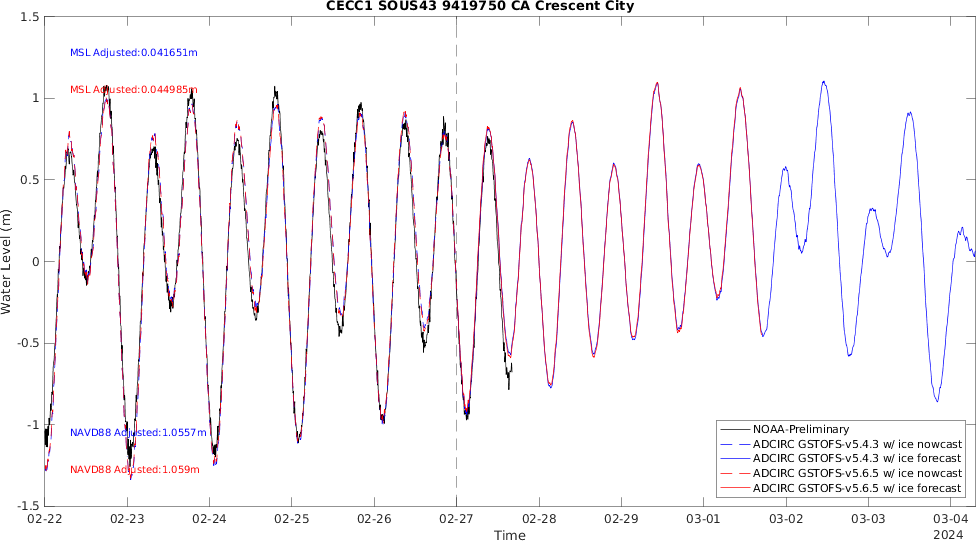 CECC1 SOUS43 9419750 CA Crescent City
1.5
1
0.5
0
-0.5
-1
-1.5
Water Level (m)
MSL Adjusted:0.041651m
MSL Adjusted:0.044985m
NAVD88 Adjusted:1.0557m
NAVD88 Adjusted:1.059m
NOAA-Preliminary
ADCIRC GSTOFS-v5.4.3 w/ ice nowcast
ADCIRC GSTOFS-v5.4.3 w/ ice forecast
ADCIRC GSTOFS-v5.6.5 w/ ice nowcast
ADCIRC GSTOFS-v5.6.5 w/ ice forecast
02-22 02-23 02-24 02-25 02-26 02-27 02-28 02-29 03-01 03-02 03-03 03-04
Time
2024